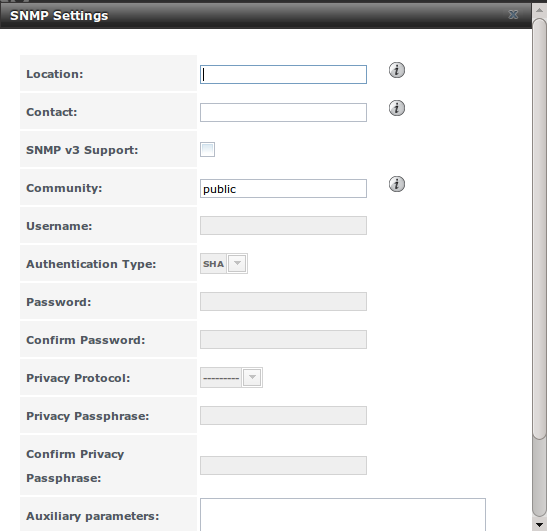 SNMP Settings
Location:
Contact:
SNMP v3 Support:
Community:
public
Username:
Authentication Type:
SHA
Password:
Confirm Password:
Privacy Protocol:
---------
Privacy Passphrase:
Confirm Privacy
Passphrase:
Auxiliary parameters: